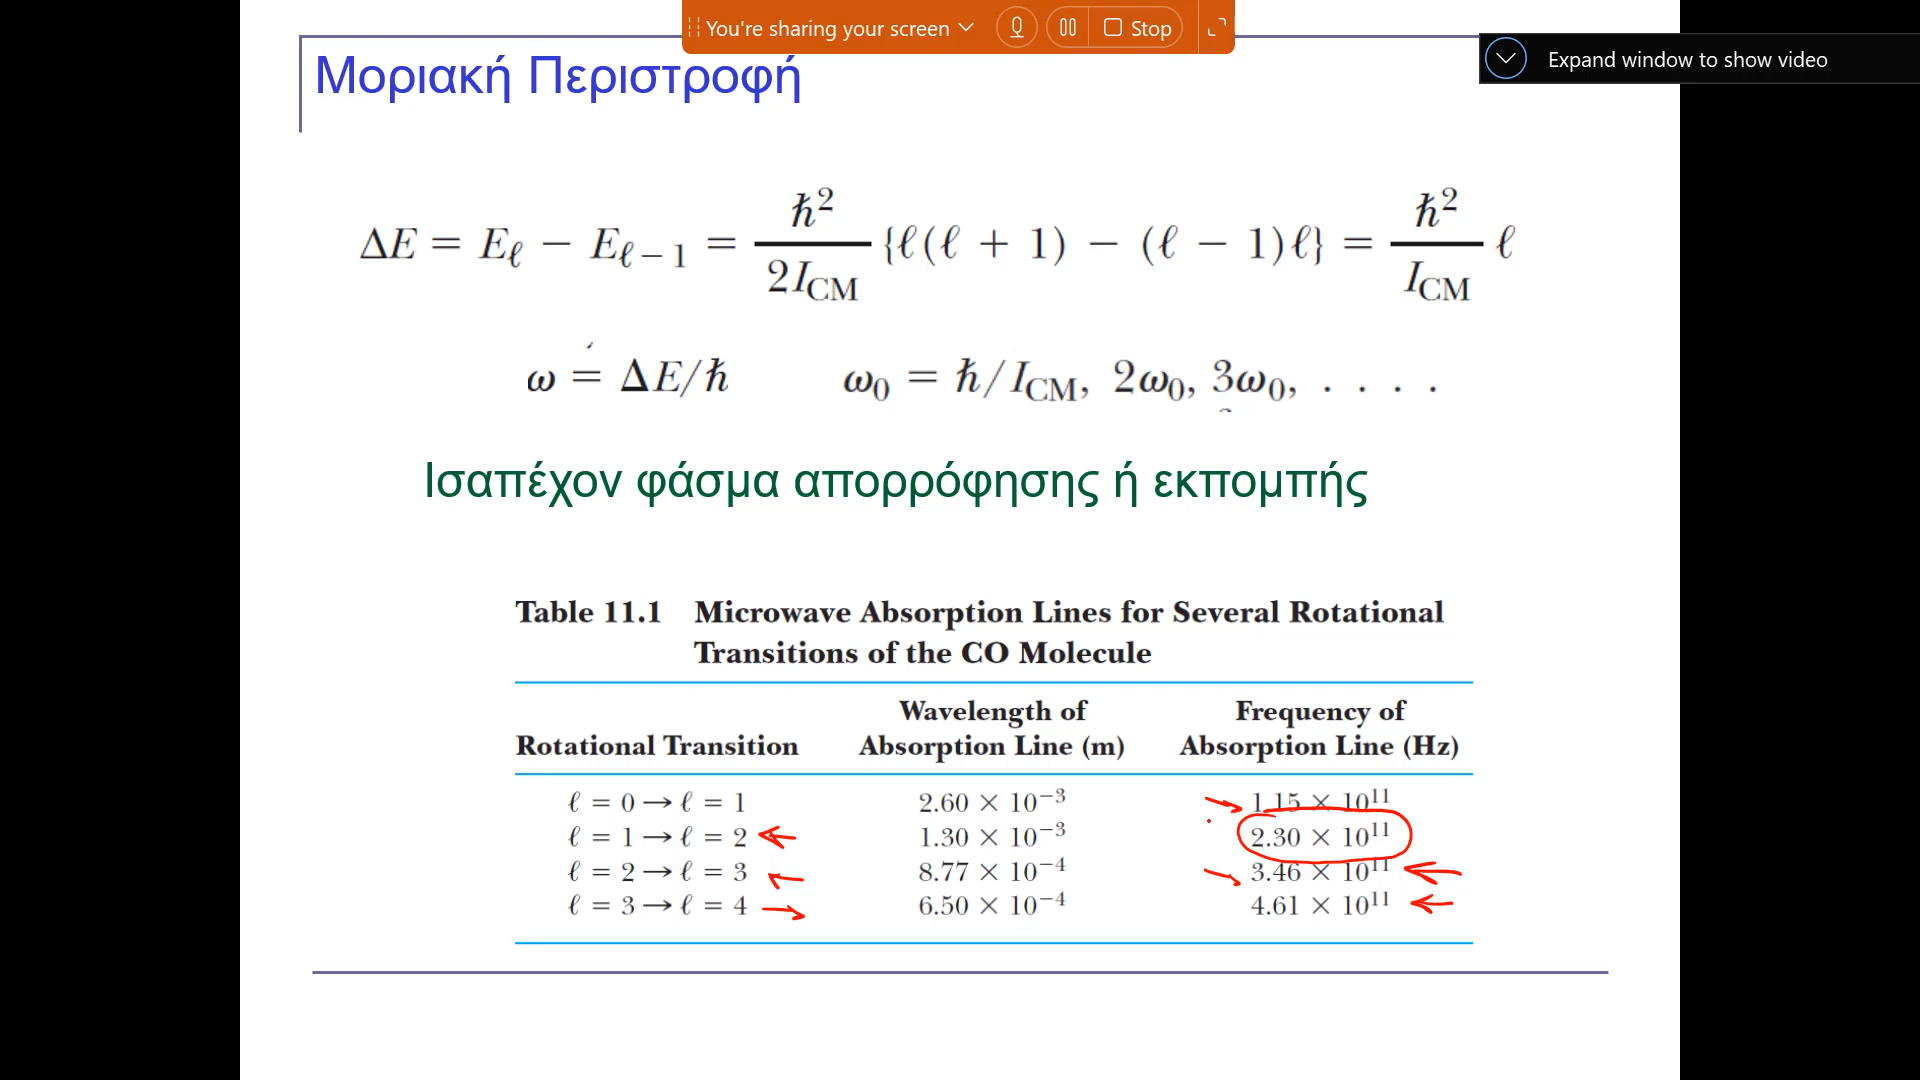 You're sharing your screen
Stop
Expand window to show video
Μοριακή Περιστροφή
ΔE = Eℓ − Eℓ − 1 = ℏ²/2I_CM {ℓ(ℓ + 1) − (ℓ − 1)ℓ} = ℏ²/I_CM ℓ
ω = ΔE/ℏ ω₀ = ℏ/I_CM, 2ω₀, 3ω₀, . . . .
Ισαπέχον φάσμα απορρόφησης ή εκπομπής
Table 11.1 Microwave Absorption Lines for Several Rotational
Transitions of the CO Molecule
Rotational Transition Wavelength of Absorption Line (m) Frequency of Absorption Line (Hz)
ℓ = 0 → ℓ = 1 2.60 × 10⁻³ 1.15 × 10¹¹
ℓ = 1 → ℓ = 2 1.30 × 10⁻³ 2.30 × 10¹¹
ℓ = 2 → ℓ = 3 8.77 × 10⁻⁴ 3.46 × 10¹¹
ℓ = 3 → ℓ = 4 6.50 × 10⁻⁴ 4.61 × 10¹¹